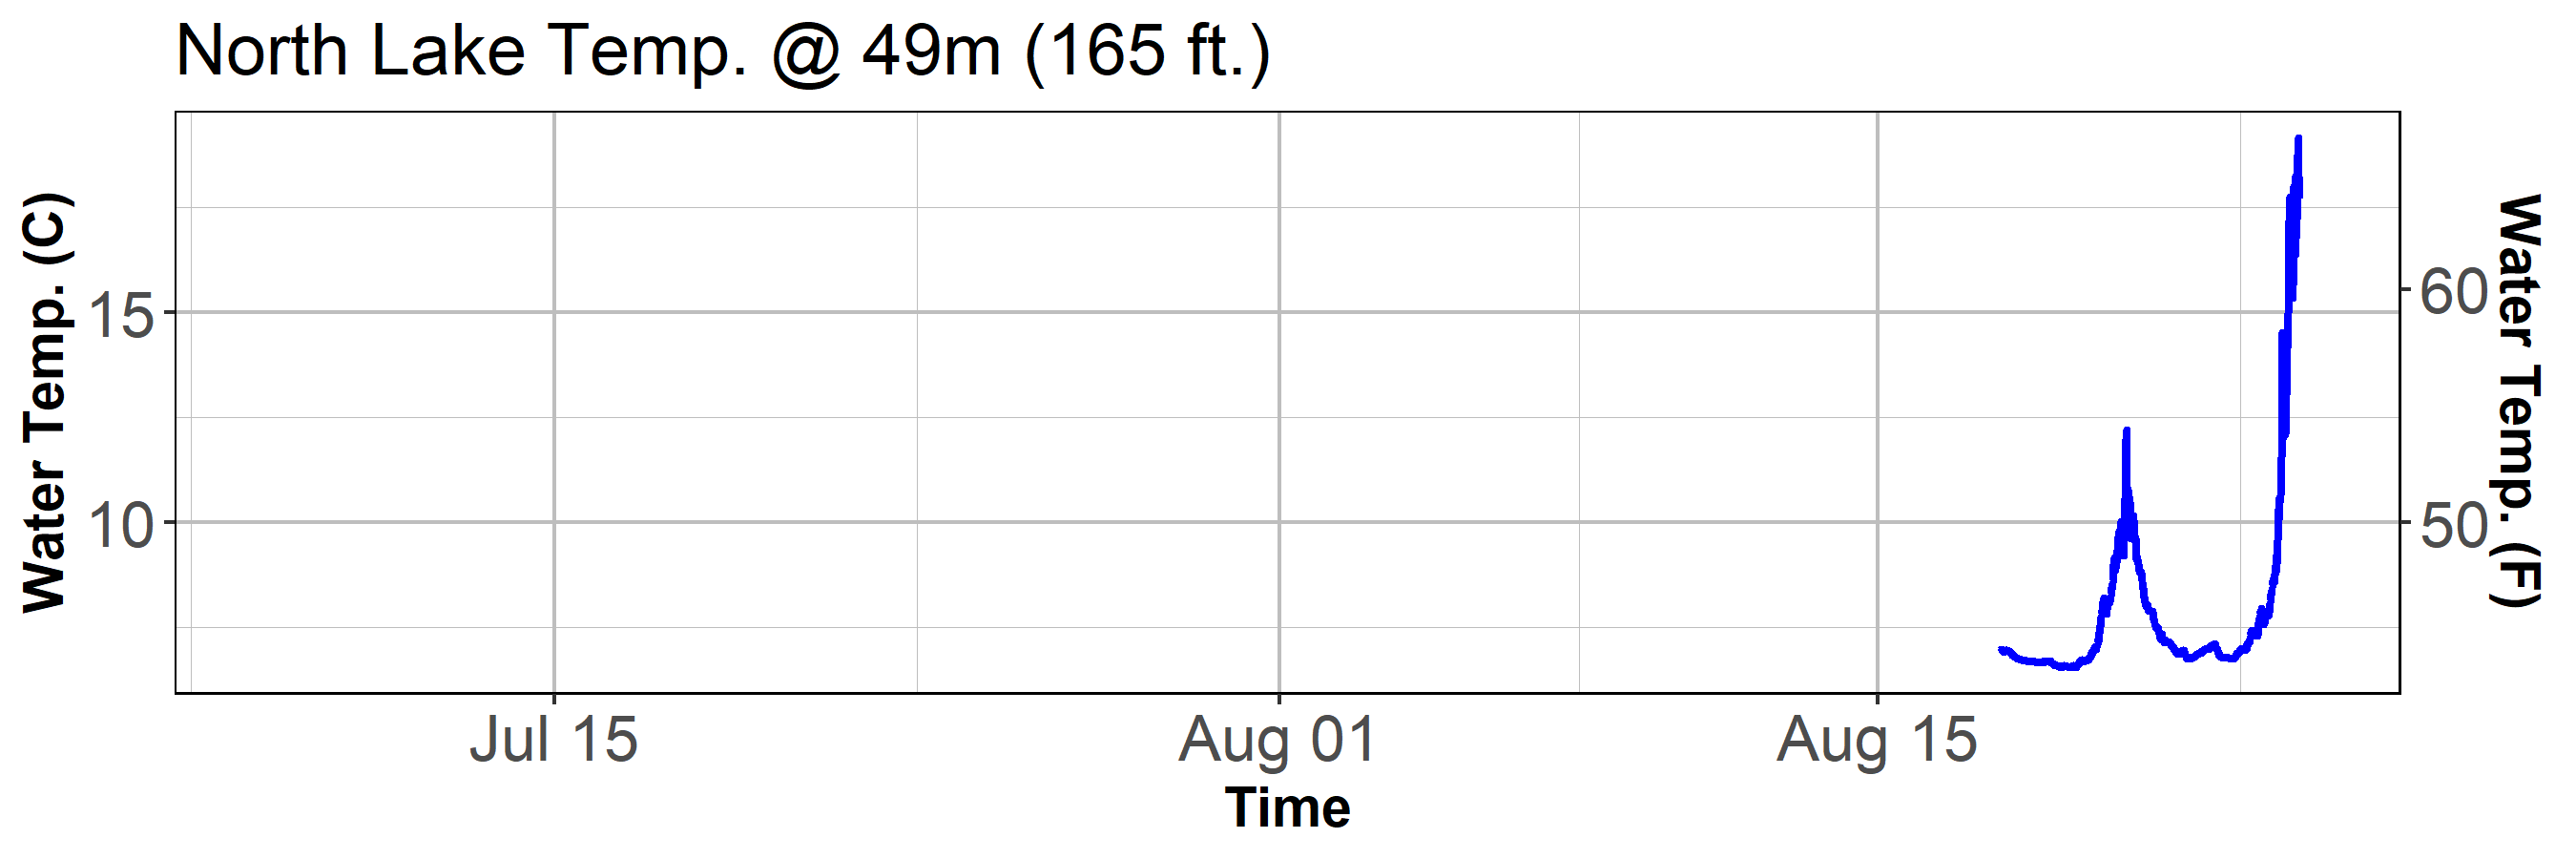 North Lake Temp. @ 49m (165 ft.)
Water Temp. (C)
15
10
60
50
Water Temp. (F)
Jul 15
Aug 01
Aug 15
Time